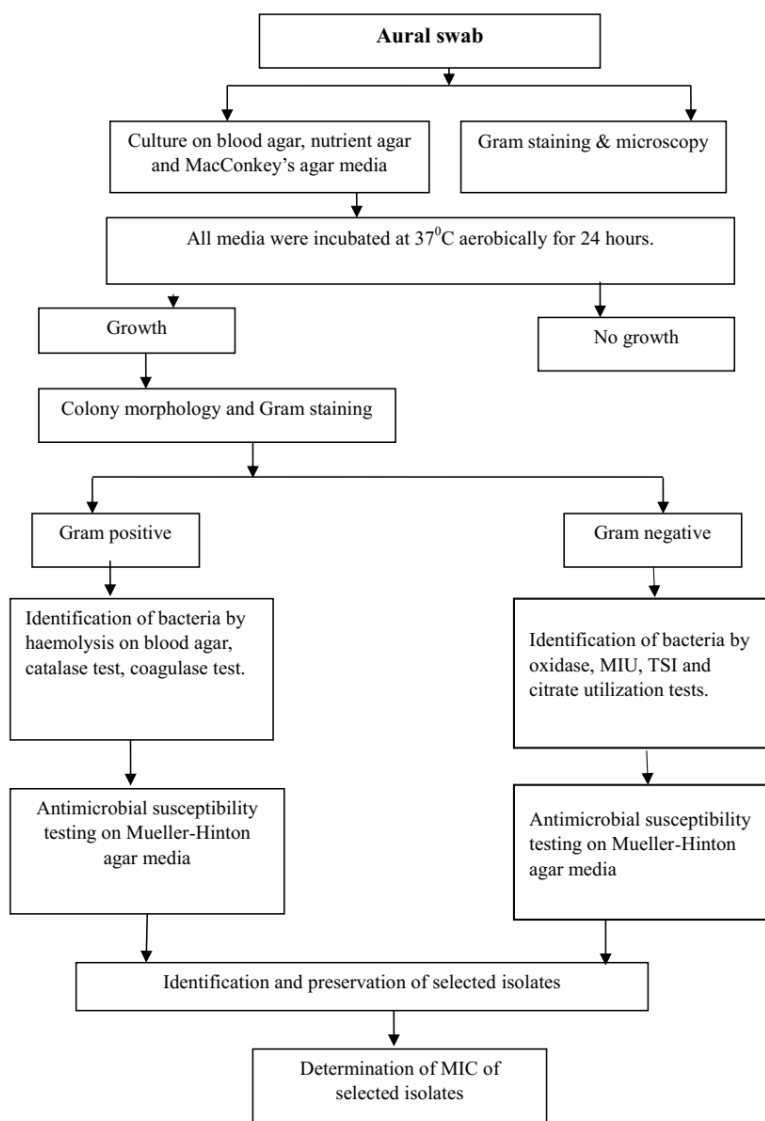 Aural swab
Culture on blood agar, nutrient agar
and MacConkey's agar media
Gram staining & microscopy
All media were incubated at 37⁰C aerobically for 24 hours.
Growth
No growth
Colony morphology and Gram staining
Gram positive
Gram negative
Identification of bacteria by
haemolysis on blood agar,
catalase test, coagulase test.
Identification of bacteria by
oxidase, MIU, TSI and
citrate utilization tests.
Antimicrobial susceptibility
testing on Mueller-Hinton
agar media
Antimicrobial susceptibility
testing on Mueller-Hinton
agar media
Identification and preservation of selected isolates
Determination of MIC of
selected isolates